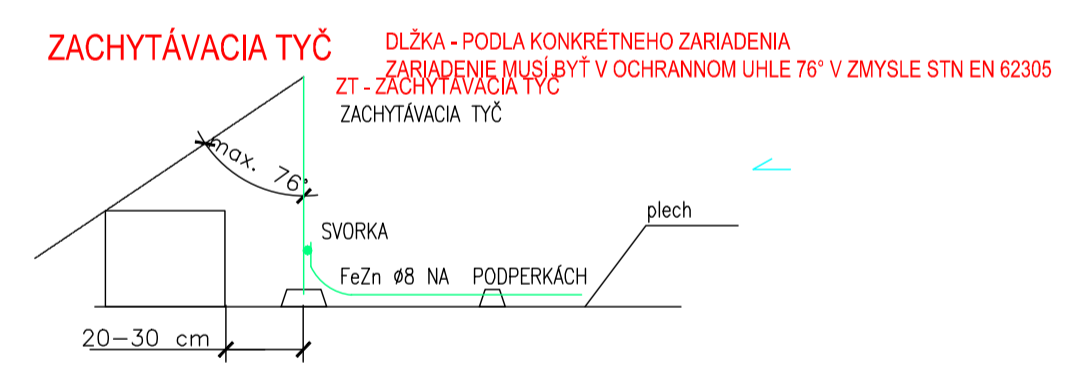 ZACHYTÁVACIA TYČ
DLŽKA - PODLA KONKRÉTNEHO ZARIADENIA
ZARIADENIE MUSÍ BYŤ V OCHRANNOM UHLE 76° V ZMYSLE STN EN 62305
ZT - ZACHYTÁVACIA TYČ
ZACHYTÁVACIA TYČ
max. 76°
plech
SVORKA
FeZn ø8 NA PODPERKÁCH
20-30 cm